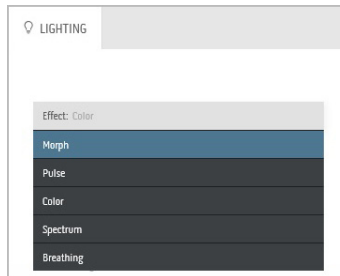 LIGHTING
Effect: Color
Morph
Pulse
Color
Spectrum
Breathing